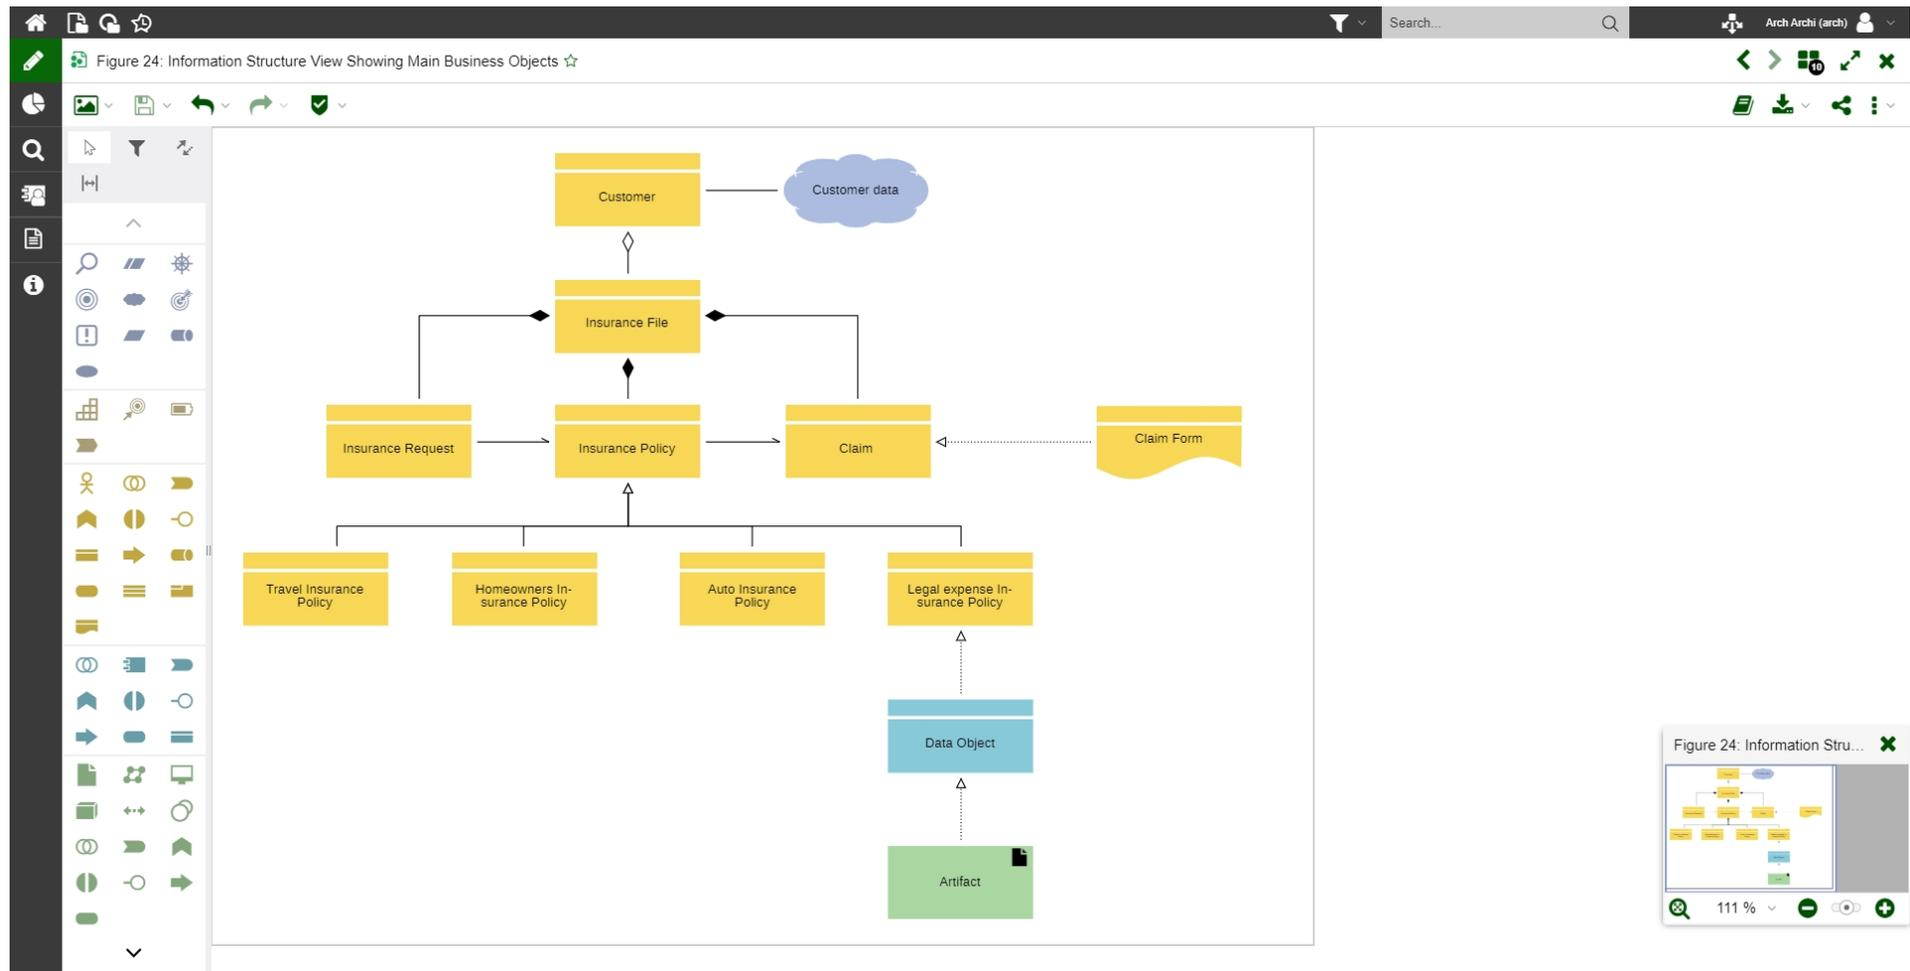 Search...
Arch Archi (arch)
Figure 24: Information Structure View Showing Main Business Objects
10
Customer
Customer data
Insurance File
Insurance Request
Insurance Policy
Claim
Claim Form
Travel Insurance
Policy
Homeowners In-
surance Policy
Auto Insurance
Policy
Legal expense In-
surance Policy
Data Object
Artifact
Figure 24: Information Stru...
111 %